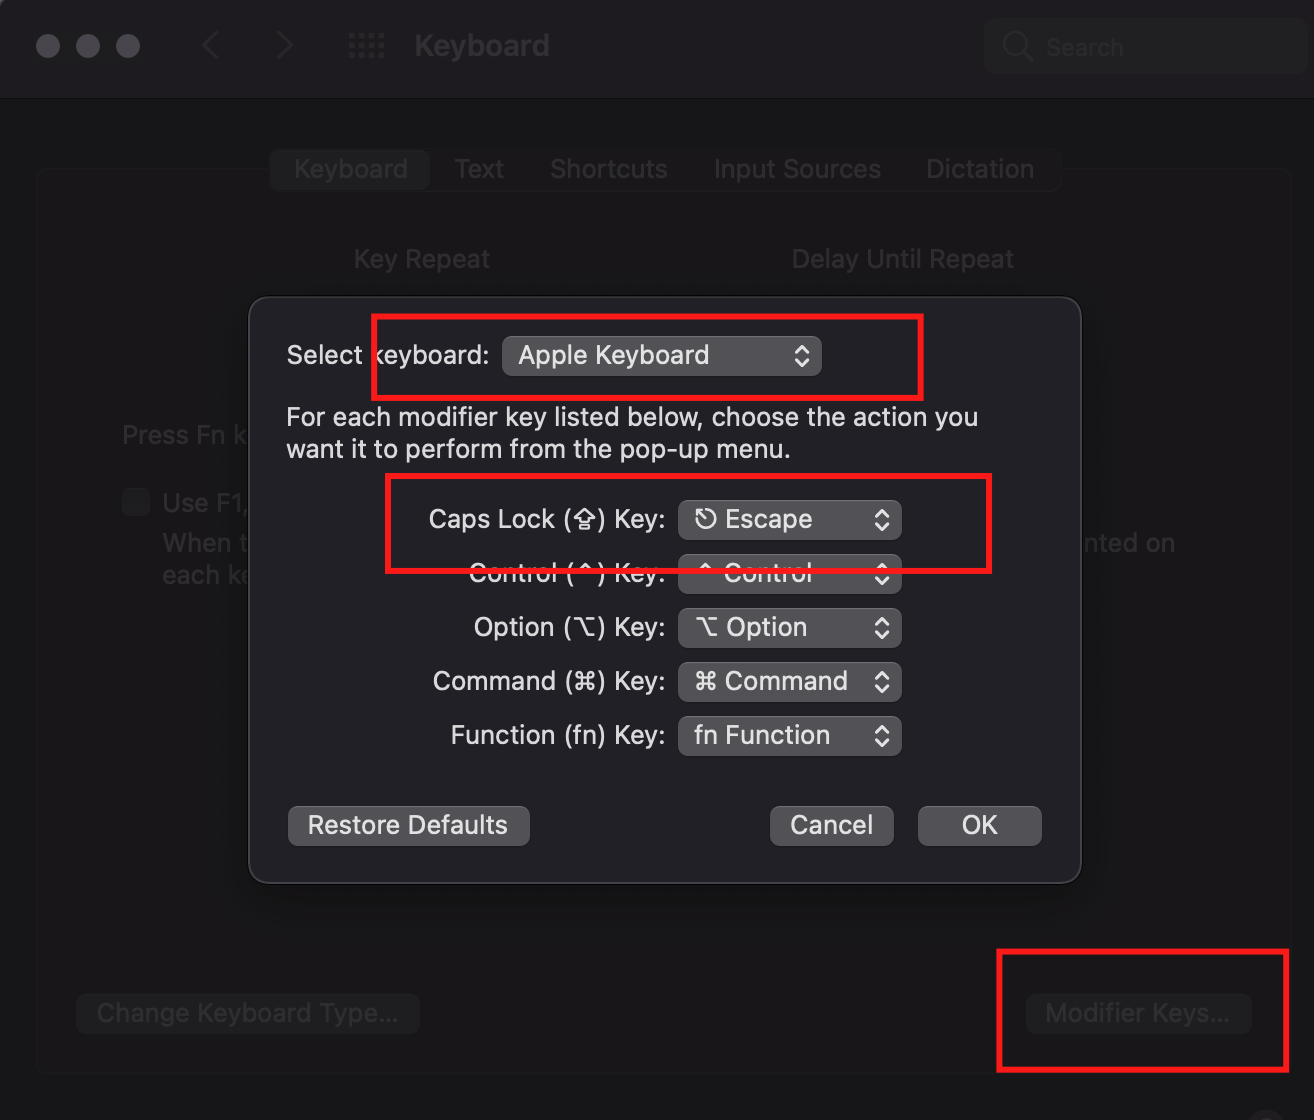 Keyboard
Search
Keyboard Text Shortcuts Input Sources Dictation
Key Repeat Delay Until Repeat
Select keyboard: Apple Keyboard
For each modifier key listed below, choose the action you
want it to perform from the pop-up menu.
Press Fn k
Caps Lock (⇪) Key: ⎋ Escape
Use F1,
When t
nted on
each ke
Control (^) Key: ^ Control
Option (⌥) Key: ⌥ Option
Command (⌘) Key: ⌘ Command
Function (fn) Key: fn Function
Restore Defaults Cancel OK
Change Keyboard Type... Modifier Keys...